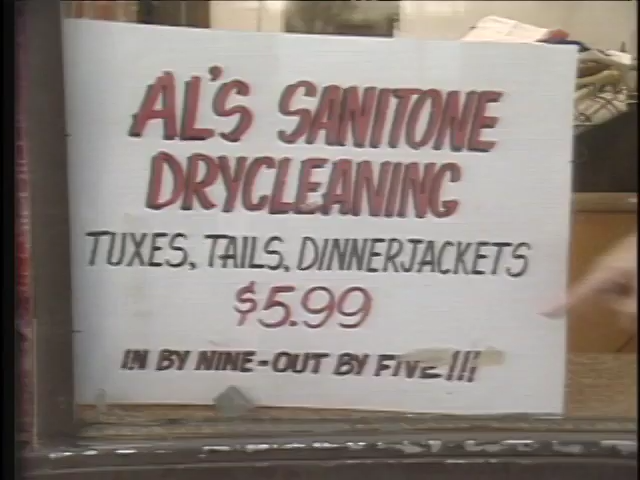 AL'S SANITONE
DRYCLEANING
TUXES, TAILS, DINNERJACKETS
$5.99
IN BY NINE-OUT BY FIVE!!!